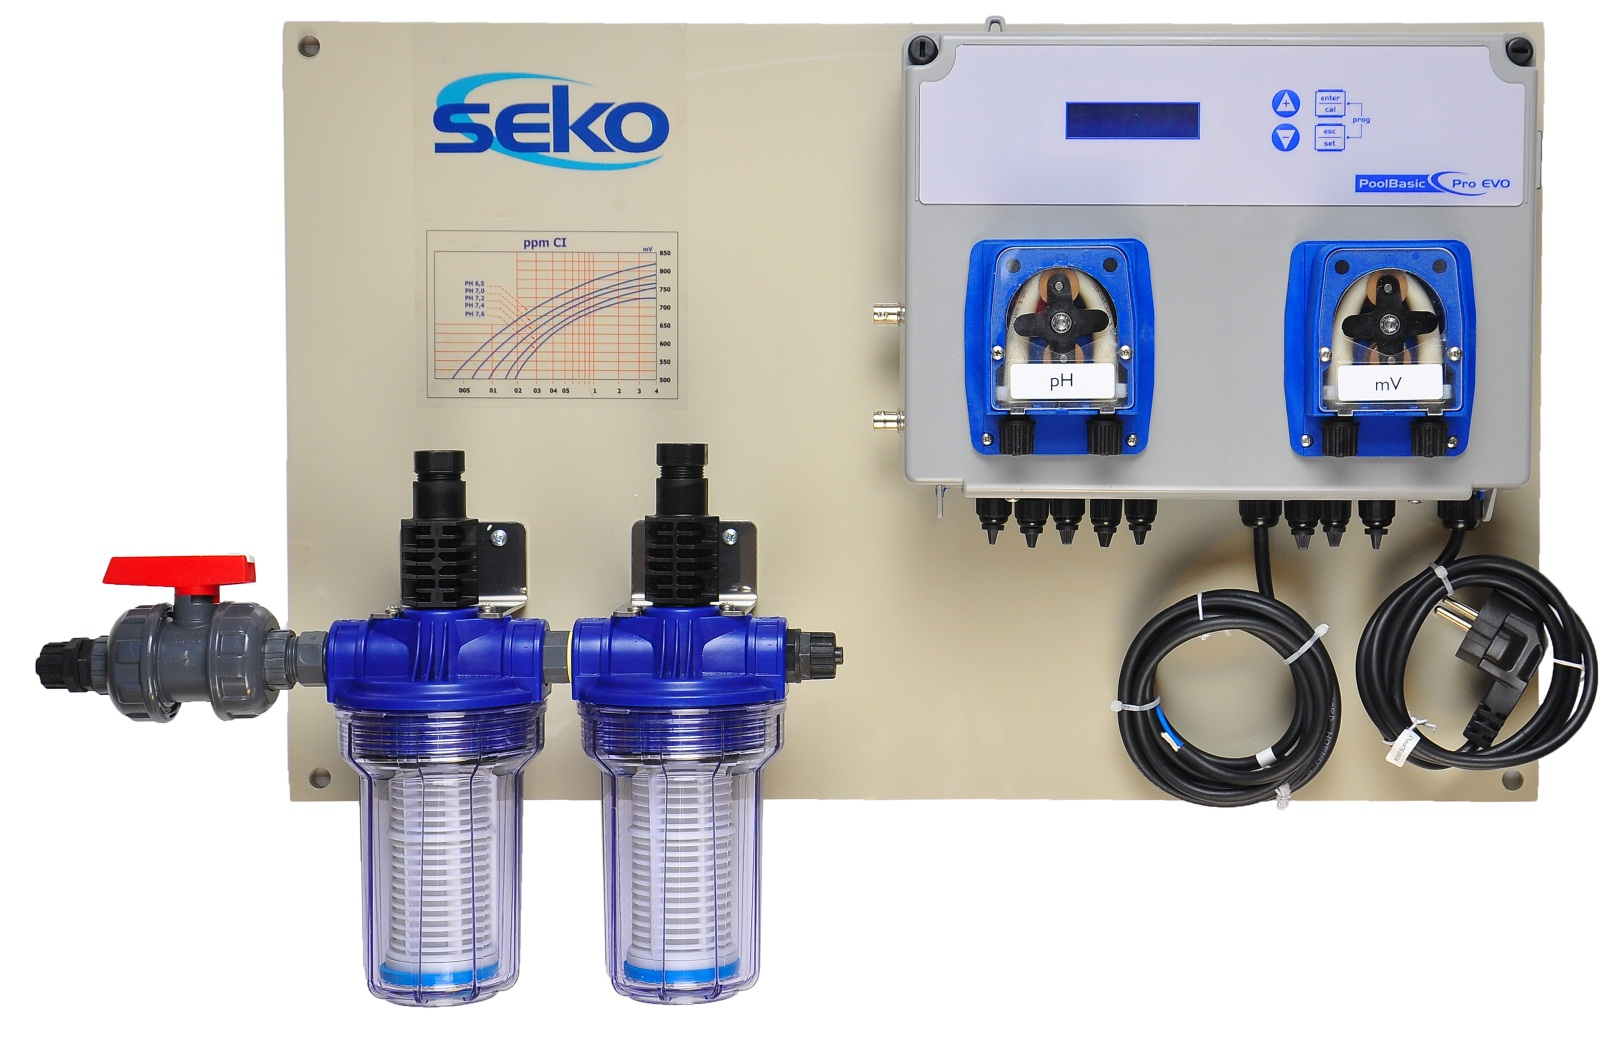 seko
ppm Cl
mV
850
800
750
700
650
600
550
500
PH 6,5
PH 7,0
PH 7,2
PH 7,4
PH 7,6
005 01 02 03 04 05 1 2 3 4
enter
cal
prog
esc
set
PoolBasic Pro EVO
pH
mV